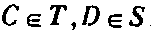 C ∈ T, D ∈ S